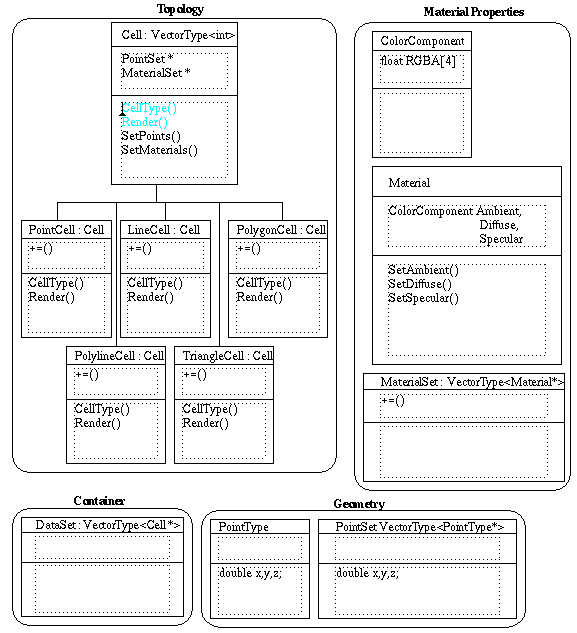 Topology
Cell : VectorType<int>
PointSet *
MaterialSet *
CellType()
Render()
SetPoints()
SetMaterials()
PointCell : Cell
+=()
CellType()
Render()
LineCell : Cell
+=()
CellType()
Render()
PolygonCell : Cell
+=()
CellType()
Render()
PolylineCell : Cell
+=()
CellType()
Render()
TriangleCell : Cell
+=()
CellType()
Render()
Material Properties
ColorComponent
float RGBA[4]
Material
ColorComponent Ambient,
Diffuse,
Specular
SetAmbient()
SetDiffuse()
SetSpecular()
MaterialSet : VectorType<Material*>
+=()
Container
DataSet : VectorType<Cell*>
Geometry
PointType
double x,y,z;
PointSet VectorType<PointType*>
double x,y,z;